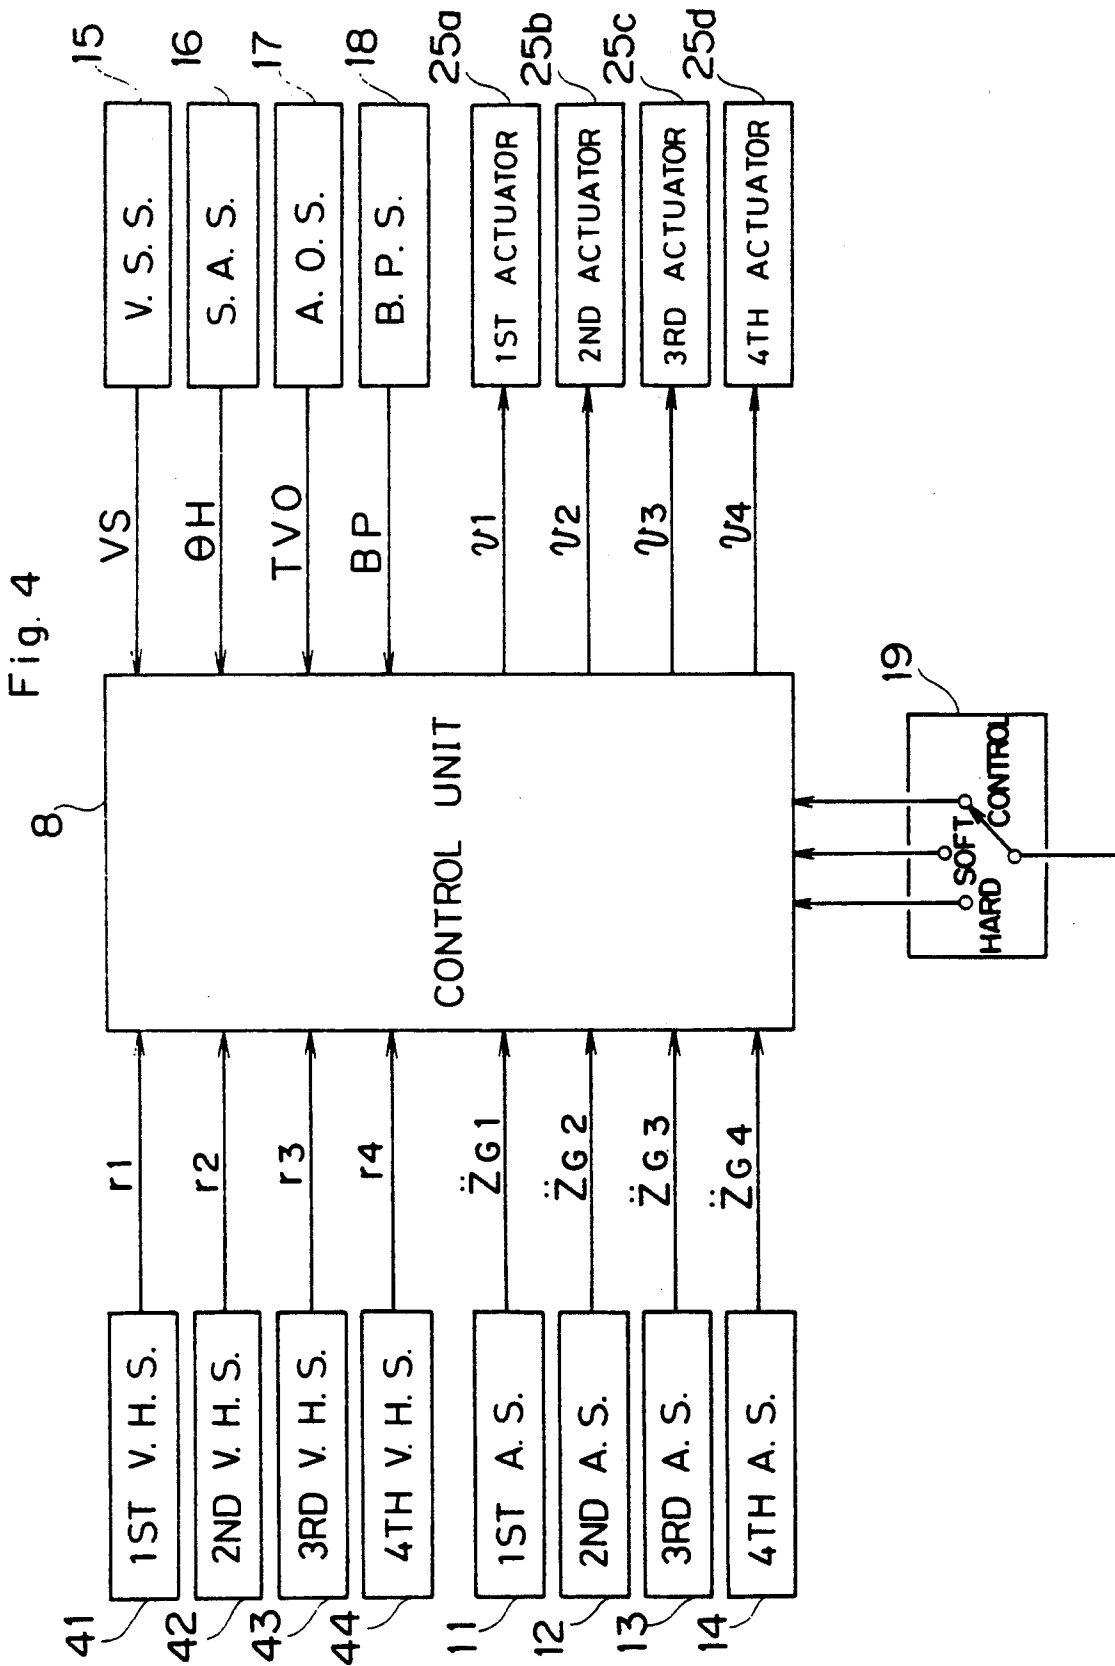 Fig. 4
8
CONTROL UNIT
41
1ST V. H. S.
r1
42
2ND V. H. S.
r2
43
3RD V. H. S.
r3
44
4TH V. H. S.
r4
11
1ST A. S.
Z̈G1
12
2ND A. S.
Z̈G2
13
3RD A. S.
Z̈G3
14
4TH A. S.
Z̈G4
VS
V. S. S.
15
θH
S. A. S.
16
TVO
A. O. S.
17
BP
B. P. S.
18
v1
1ST ACTUATOR
25a
v2
2ND ACTUATOR
25b
v3
3RD ACTUATOR
25c
v4
4TH ACTUATOR
25d
19
HARD
SOFT
CONTROL